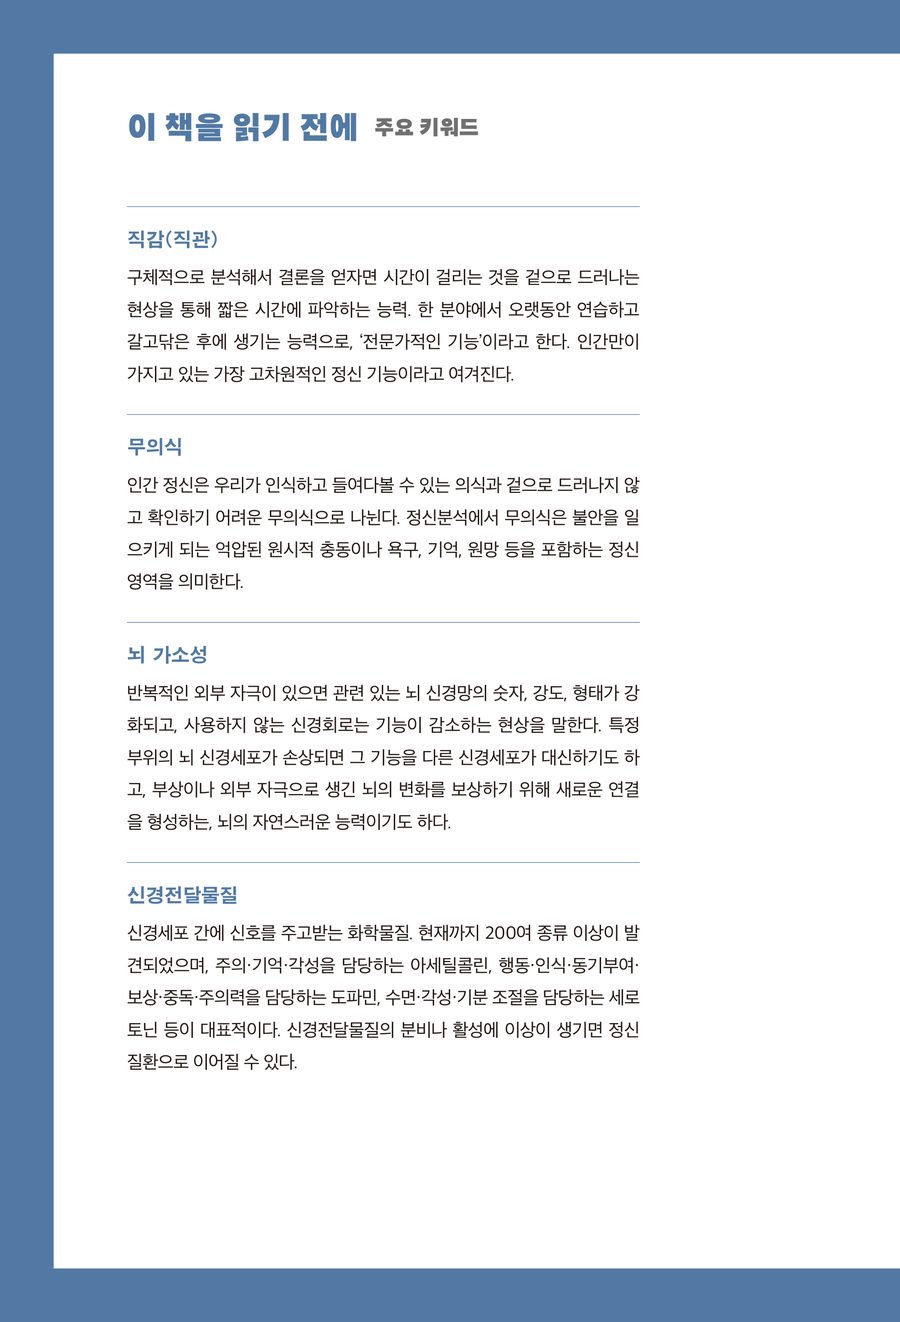 이 책을 읽기 전에 주요 키워드
직감(직관)
구체적으로 분석해서 결론을 얻자면 시간이 걸리는 것을 겉으로 드러나는
현상을 통해 짧은 시간에 파악하는 능력. 한 분야에서 오랫동안 연습하고
갈고닦은 후에 생기는 능력으로, ‘전문가적인 기능’이라고 한다. 인간만이
가지고 있는 가장 고차원적인 정신 기능이라고 여겨진다.
무의식
인간 정신은 우리가 인식하고 들여다볼 수 있는 의식과 겉으로 드러나지 않
고 확인하기 어려운 무의식으로 나뉜다. 정신분석에서 무의식은 불안을 일
으키게 되는 억압된 원시적 충동이나 욕구, 기억, 원망 등을 포함하는 정신
영역을 의미한다.
뇌 가소성
반복적인 외부 자극이 있으면 관련 있는 뇌 신경망의 숫자, 강도, 형태가 강
화되고, 사용하지 않는 신경회로는 기능이 감소하는 현상을 말한다. 특정
부위의 뇌 신경세포가 손상되면 그 기능을 다른 신경세포가 대신하기도 하
고, 부상이나 외부 자극으로 생긴 뇌의 변화를 보상하기 위해 새로운 연결
을 형성하는, 뇌의 자연스러운 능력이기도 하다.
신경전달물질
신경세포 간에 신호를 주고받는 화학물질. 현재까지 200여 종류 이상이 발
견되었으며, 주의·기억·각성을 담당하는 아세틸콜린, 행동·인식·동기부여·
보상·중독·주의력을 담당하는 도파민, 수면·각성·기분 조절을 담당하는 세로
토닌 등이 대표적이다. 신경전달물질의 분비나 활성에 이상이 생기면 정신
질환으로 이어질 수 있다.